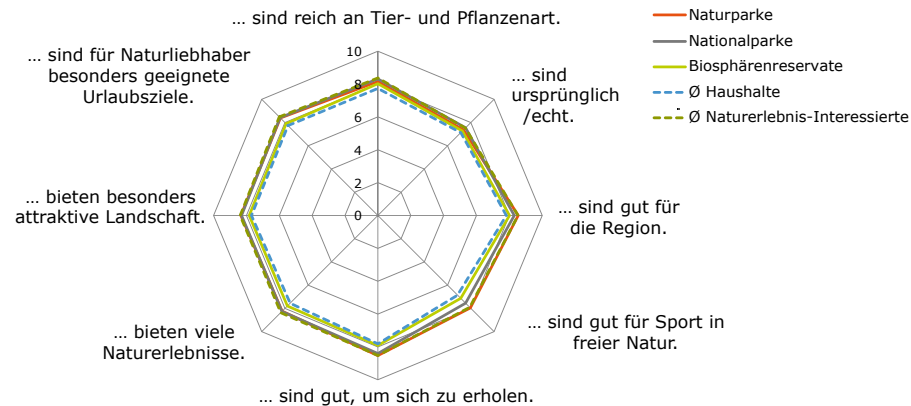 ... sind reich an Tier- und Pflanzenart.
... sind für Naturliebhaber
besonders geeignete
Urlaubsziele.
... sind
ursprünglich
/echt.
... bieten besonders
attraktive Landschaft.
... sind gut für
die Region.
... bieten viele
Naturerlebnisse.
... sind gut für Sport in
freier Natur.
... sind gut, um sich zu erholen.
10
8
6
4
2
0
Naturparke
Nationalparke
Biosphärenreservate
Ø Haushalte
Ø Naturerlebnis-Interessierte